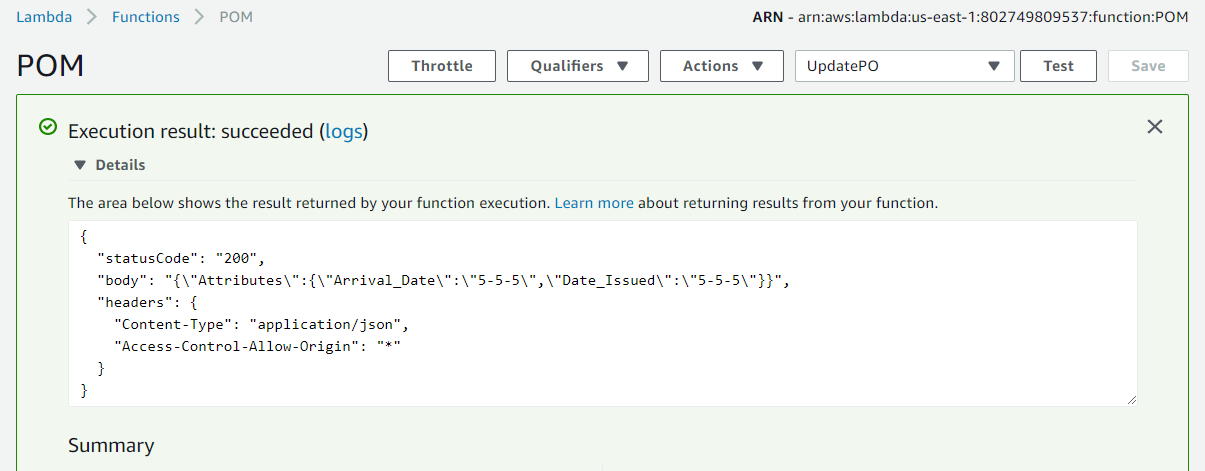 Lambda > Functions > POM ARN - arn:aws:lambda:us-east-1:802749809537:function:POM
POM Throttle Qualifiers Actions UpdatePO Test Save
Execution result: succeeded (logs)
Details
The area below shows the result returned by your function execution. Learn more about returning results from your function.
{
  "statusCode": "200",
  "body": "{\"Attributes\":{\"Arrival_Date\":\"5-5-5\",\"Date_Issued\":\"5-5-5\"}}",
  "headers": {
    "Content-Type": "application/json",
    "Access-Control-Allow-Origin": "*"
  }
}
Summary